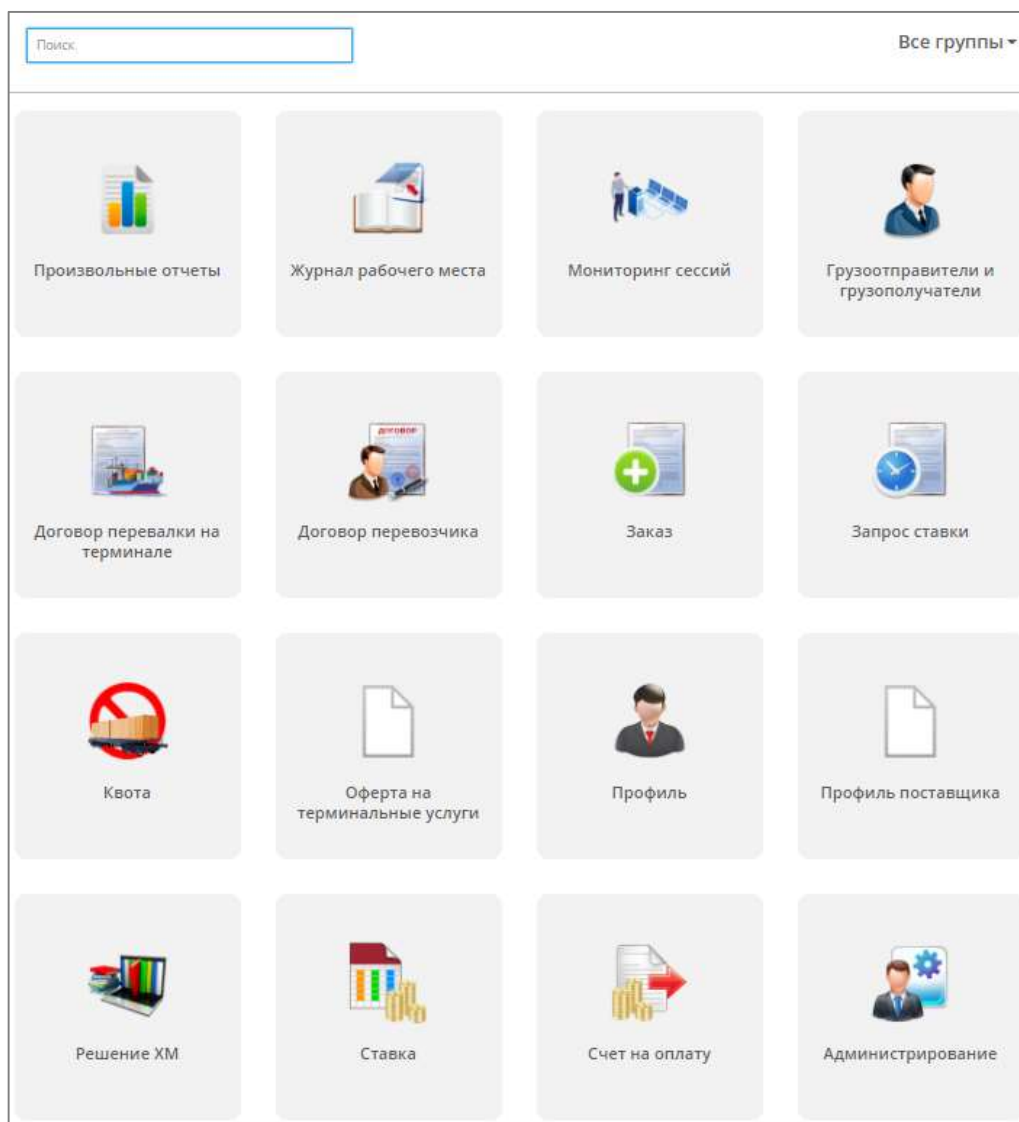 Поиск
Все группы
Произвольные отчеты
Журнал рабочего места
Мониторинг сессий
Грузоотправители и
грузополучатели
Договор перевалки на
терминале
ДОГОВОР
Договор перевозчика
Заказ
Запрос ставки
Квота
Оферта на
терминальные услуги
Профиль
Профиль поставщика
Решение ХМ
Ставка
Счет на оплату
Администрирование